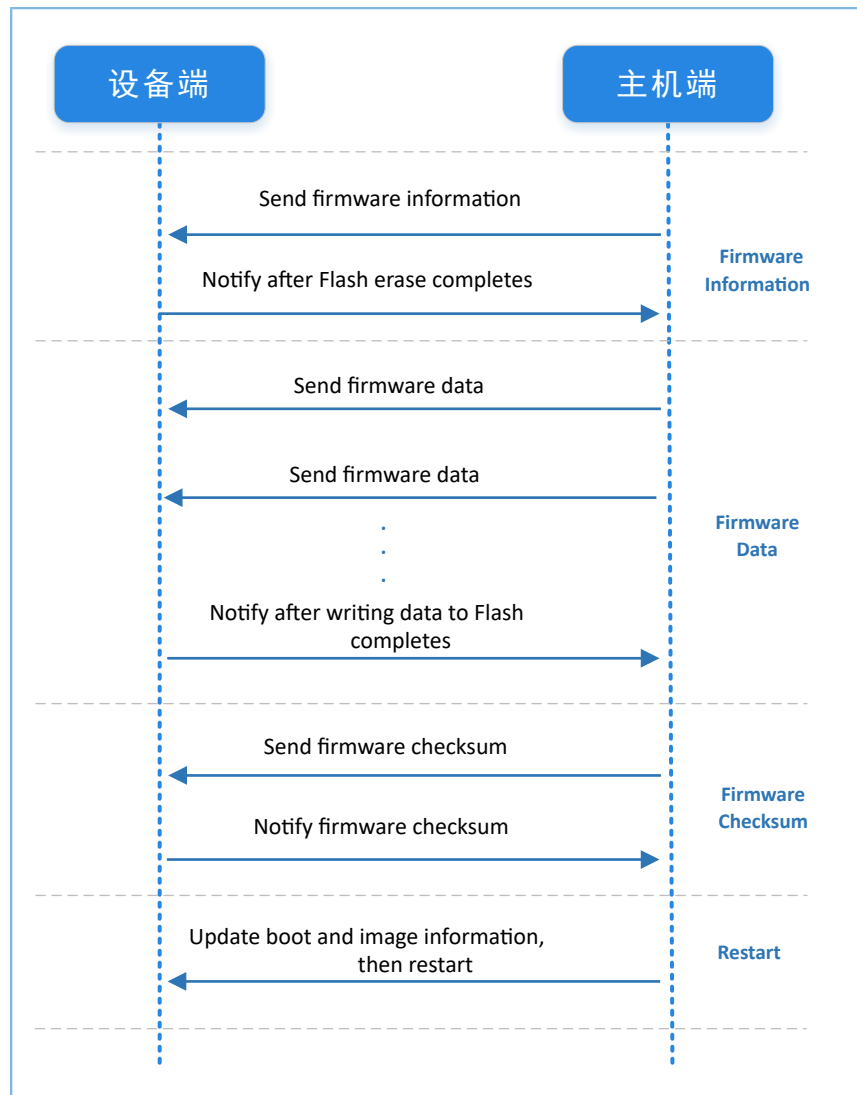 设备端
主机端
Send firmware information
Firmware
Information
Notify after Flash erase completes
Send firmware data
Send firmware data
Firmware
Data
.
.
.
Notify after writing data to Flash
completes
Send firmware checksum
Firmware
Checksum
Notify firmware checksum
Update boot and image information,
then restart
Restart